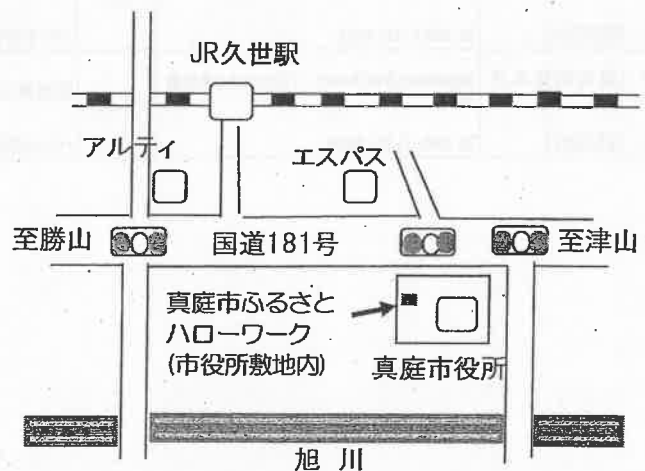 JR久世駅
アルティ
エスパス
至勝山
国道181号
至津山
真庭市ふるさと
ハローワーク
(市役所敷地内)
真庭市役所
旭川